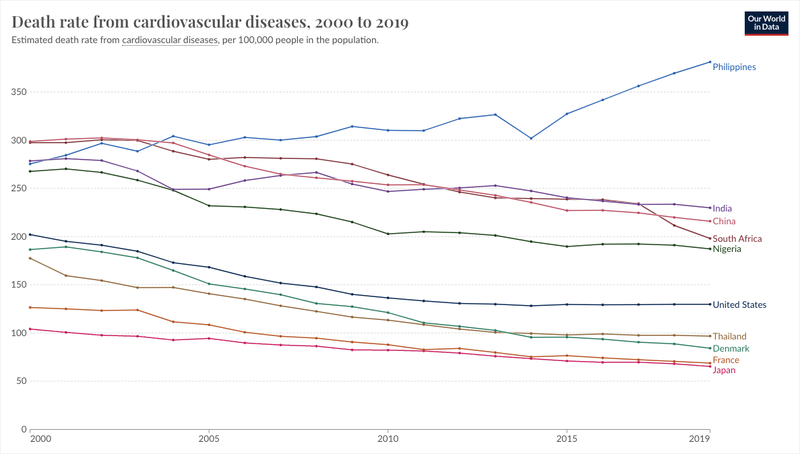 Death rate from cardiovascular diseases, 2000 to 2019
Our World
in Data
Estimated death rate from cardiovascular diseases, per 100,000 people in the population.
Philippines
350
300
250
India
China
200
South Africa
Nigeria
150
United States
100
Thailand
Denmark
France
Japan
50
0
2000 2005 2010 2015 2019